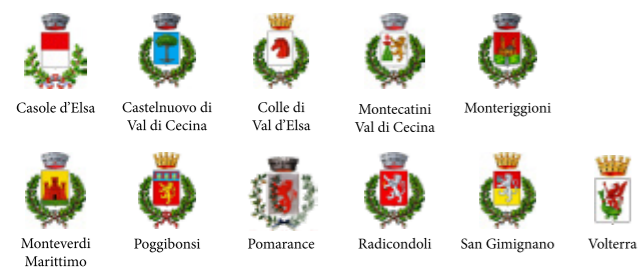 Casole d'Elsa
Castelnuovo di
Val di Cecina
Colle di
Val d'Elsa
Montecatini
Val di Cecina
Monteriggioni
Monteverdi
Marittimo
Poggibonsi
Pomarance
Radicondoli
San Gimignano
Volterra